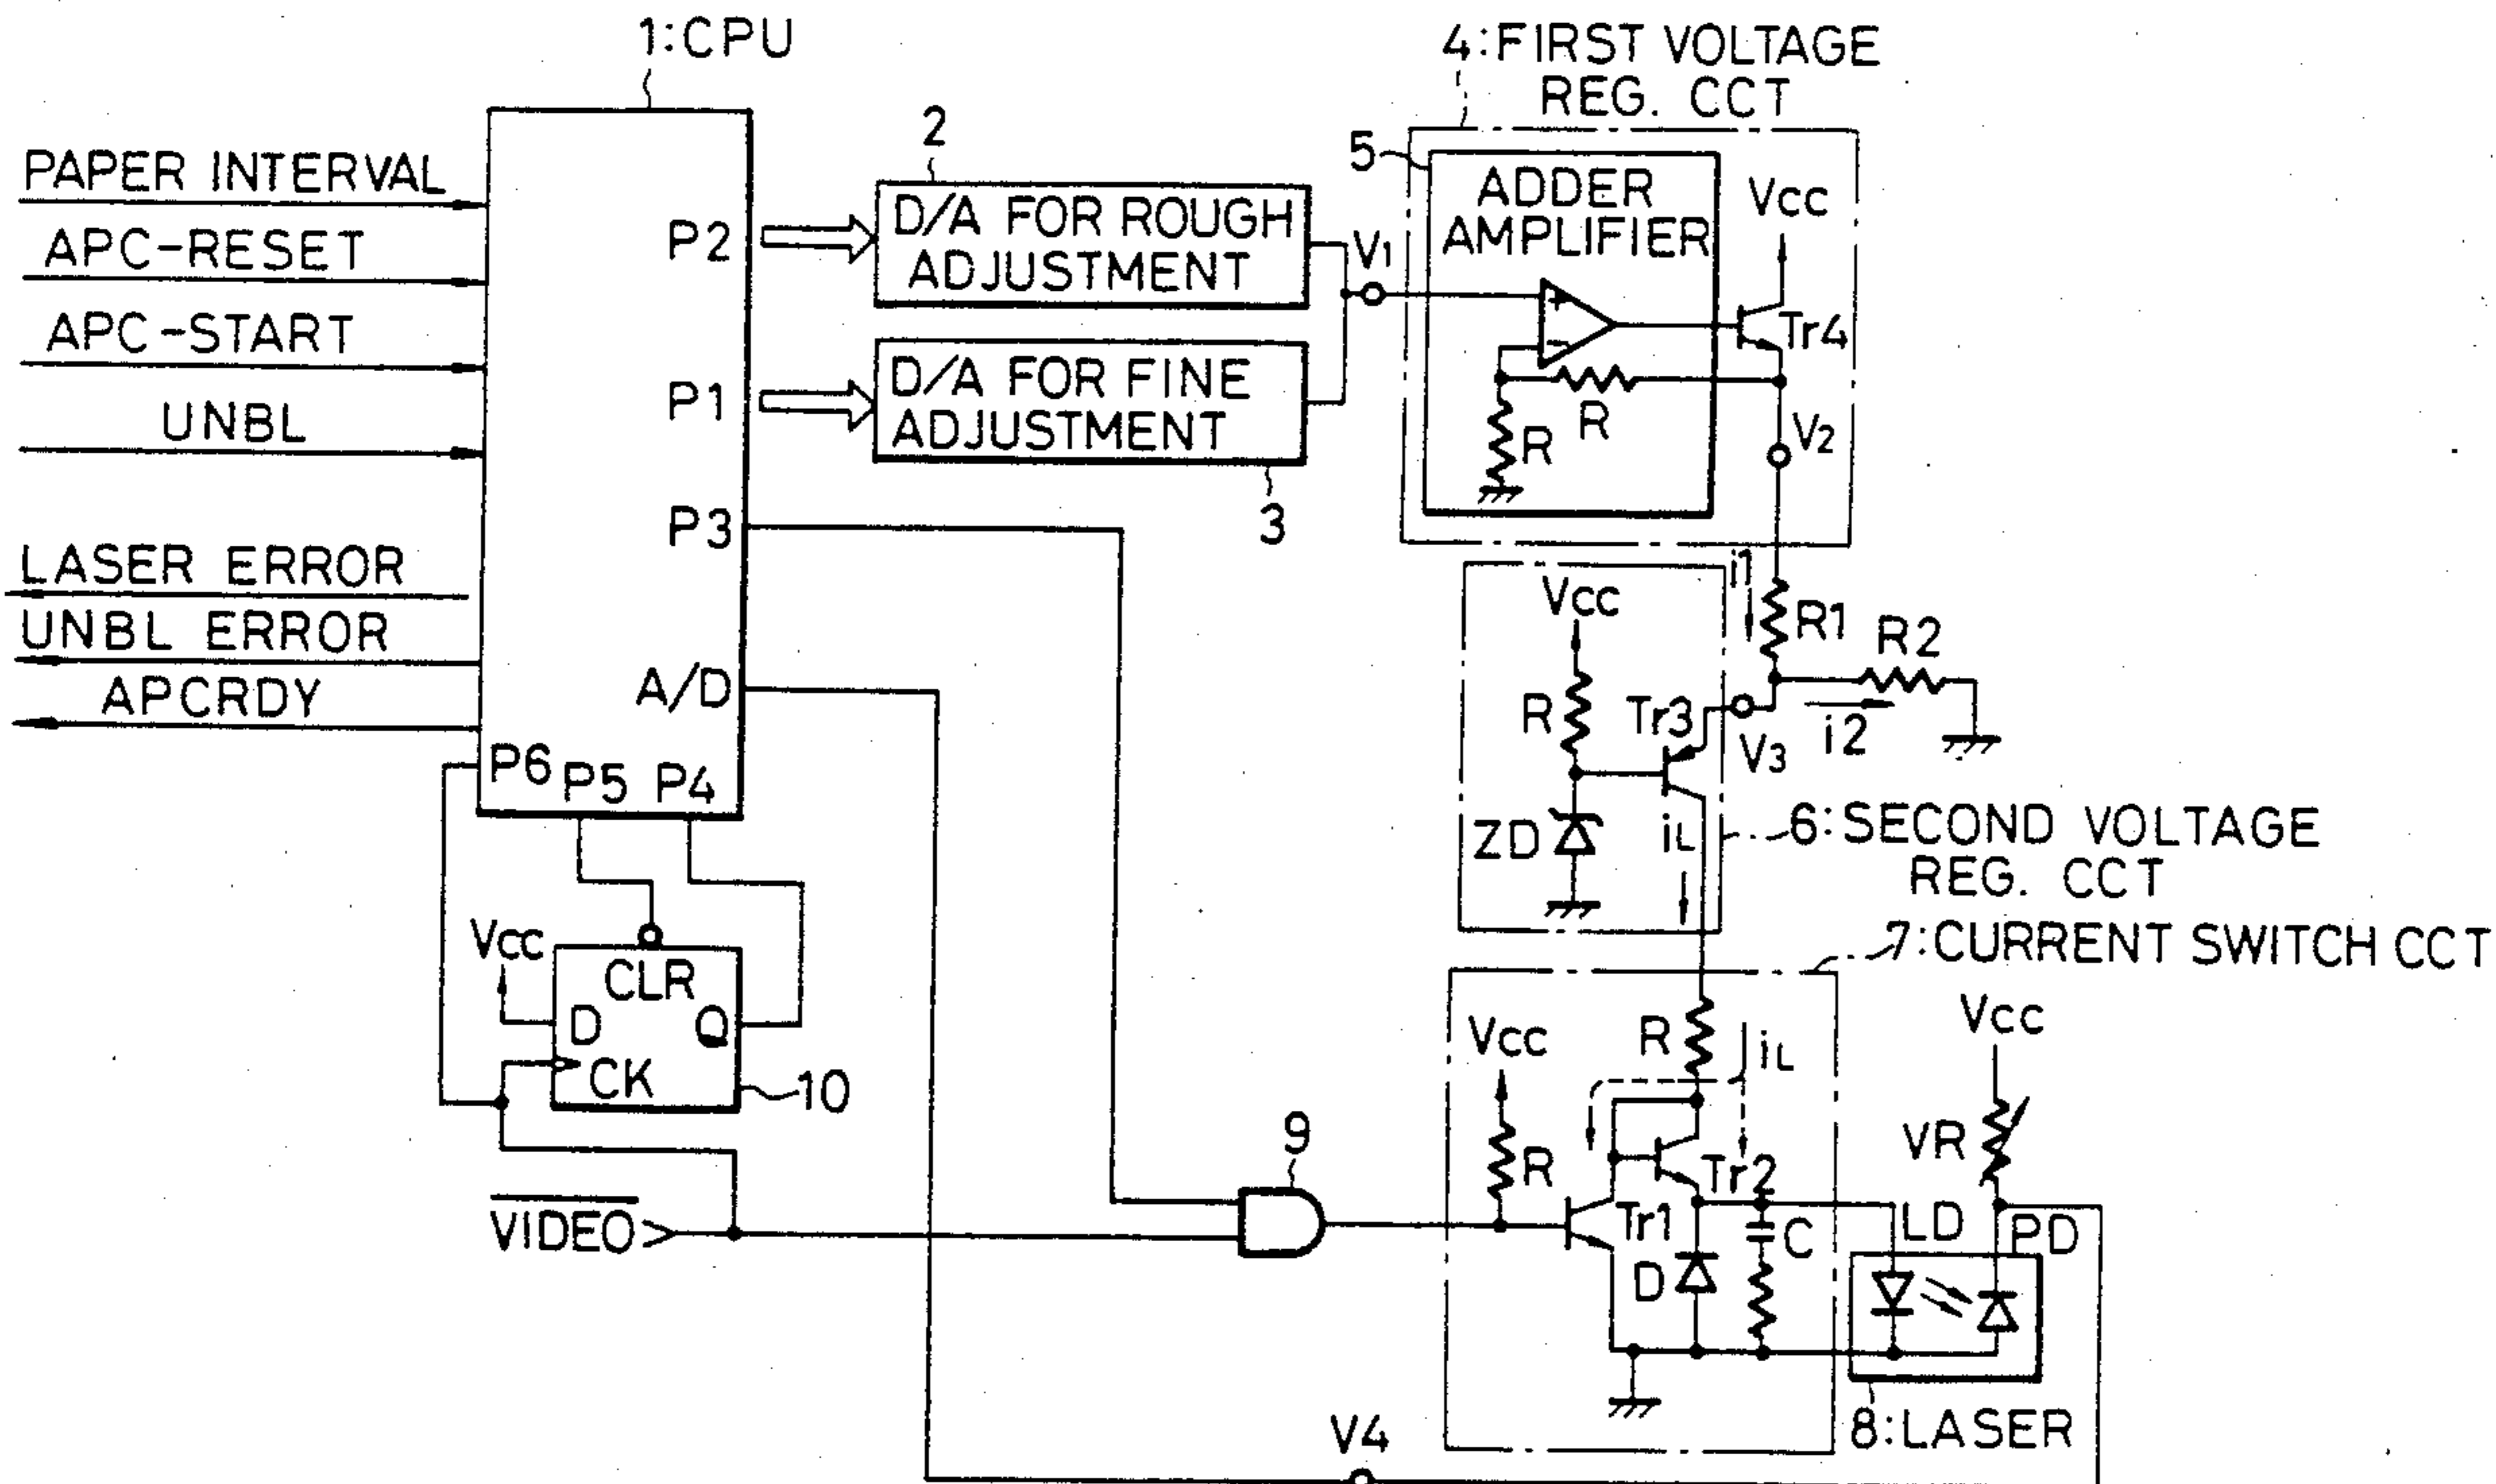 1:CPU
4:FIRST VOLTAGE
REG. CCT
PAPER INTERVAL
APC-RESET
APC-START
UNBL
LASER ERROR
UNBL ERROR
APCRDY
P2
P1
P3
A/D
P6
P5
P4
2
D/A FOR ROUGH
ADJUSTMENT
D/A FOR FINE
ADJUSTMENT
3
V1
5
ADDER
AMPLIFIER
Vcc
+
−
Tr4
R
R
V2
i1
R1
R2
i2
V3
Vcc
R
Tr3
ZD
iL
6:SECOND VOLTAGE
REG. CCT
7:CURRENT SWITCH CCT
Vcc
CLR
D
Q
CK
10
VIDEO
9
Vcc
R
R
iL
Tr2
Tr1
D
C
Vcc
VR
LD
PD
8:LASER
V4